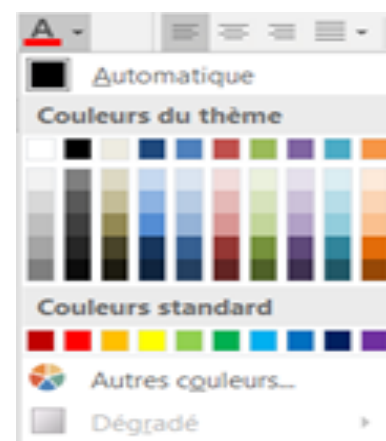 A
Automatique
Couleurs du thème
Couleurs standard
Autres couleurs...
Dégradé